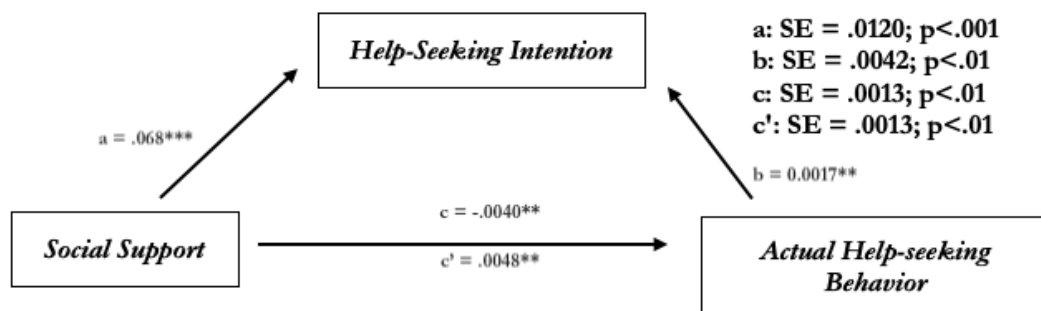 Help-Seeking Intention
a: SE = .0120; p<.001
b: SE = .0042; p<.01
c: SE = .0013; p<.01
c': SE = .0013; p<.01
a = .068***
b = 0.0017**
Social Support
c = -.0040**
c' = .0048**
Actual Help-seeking
Behavior